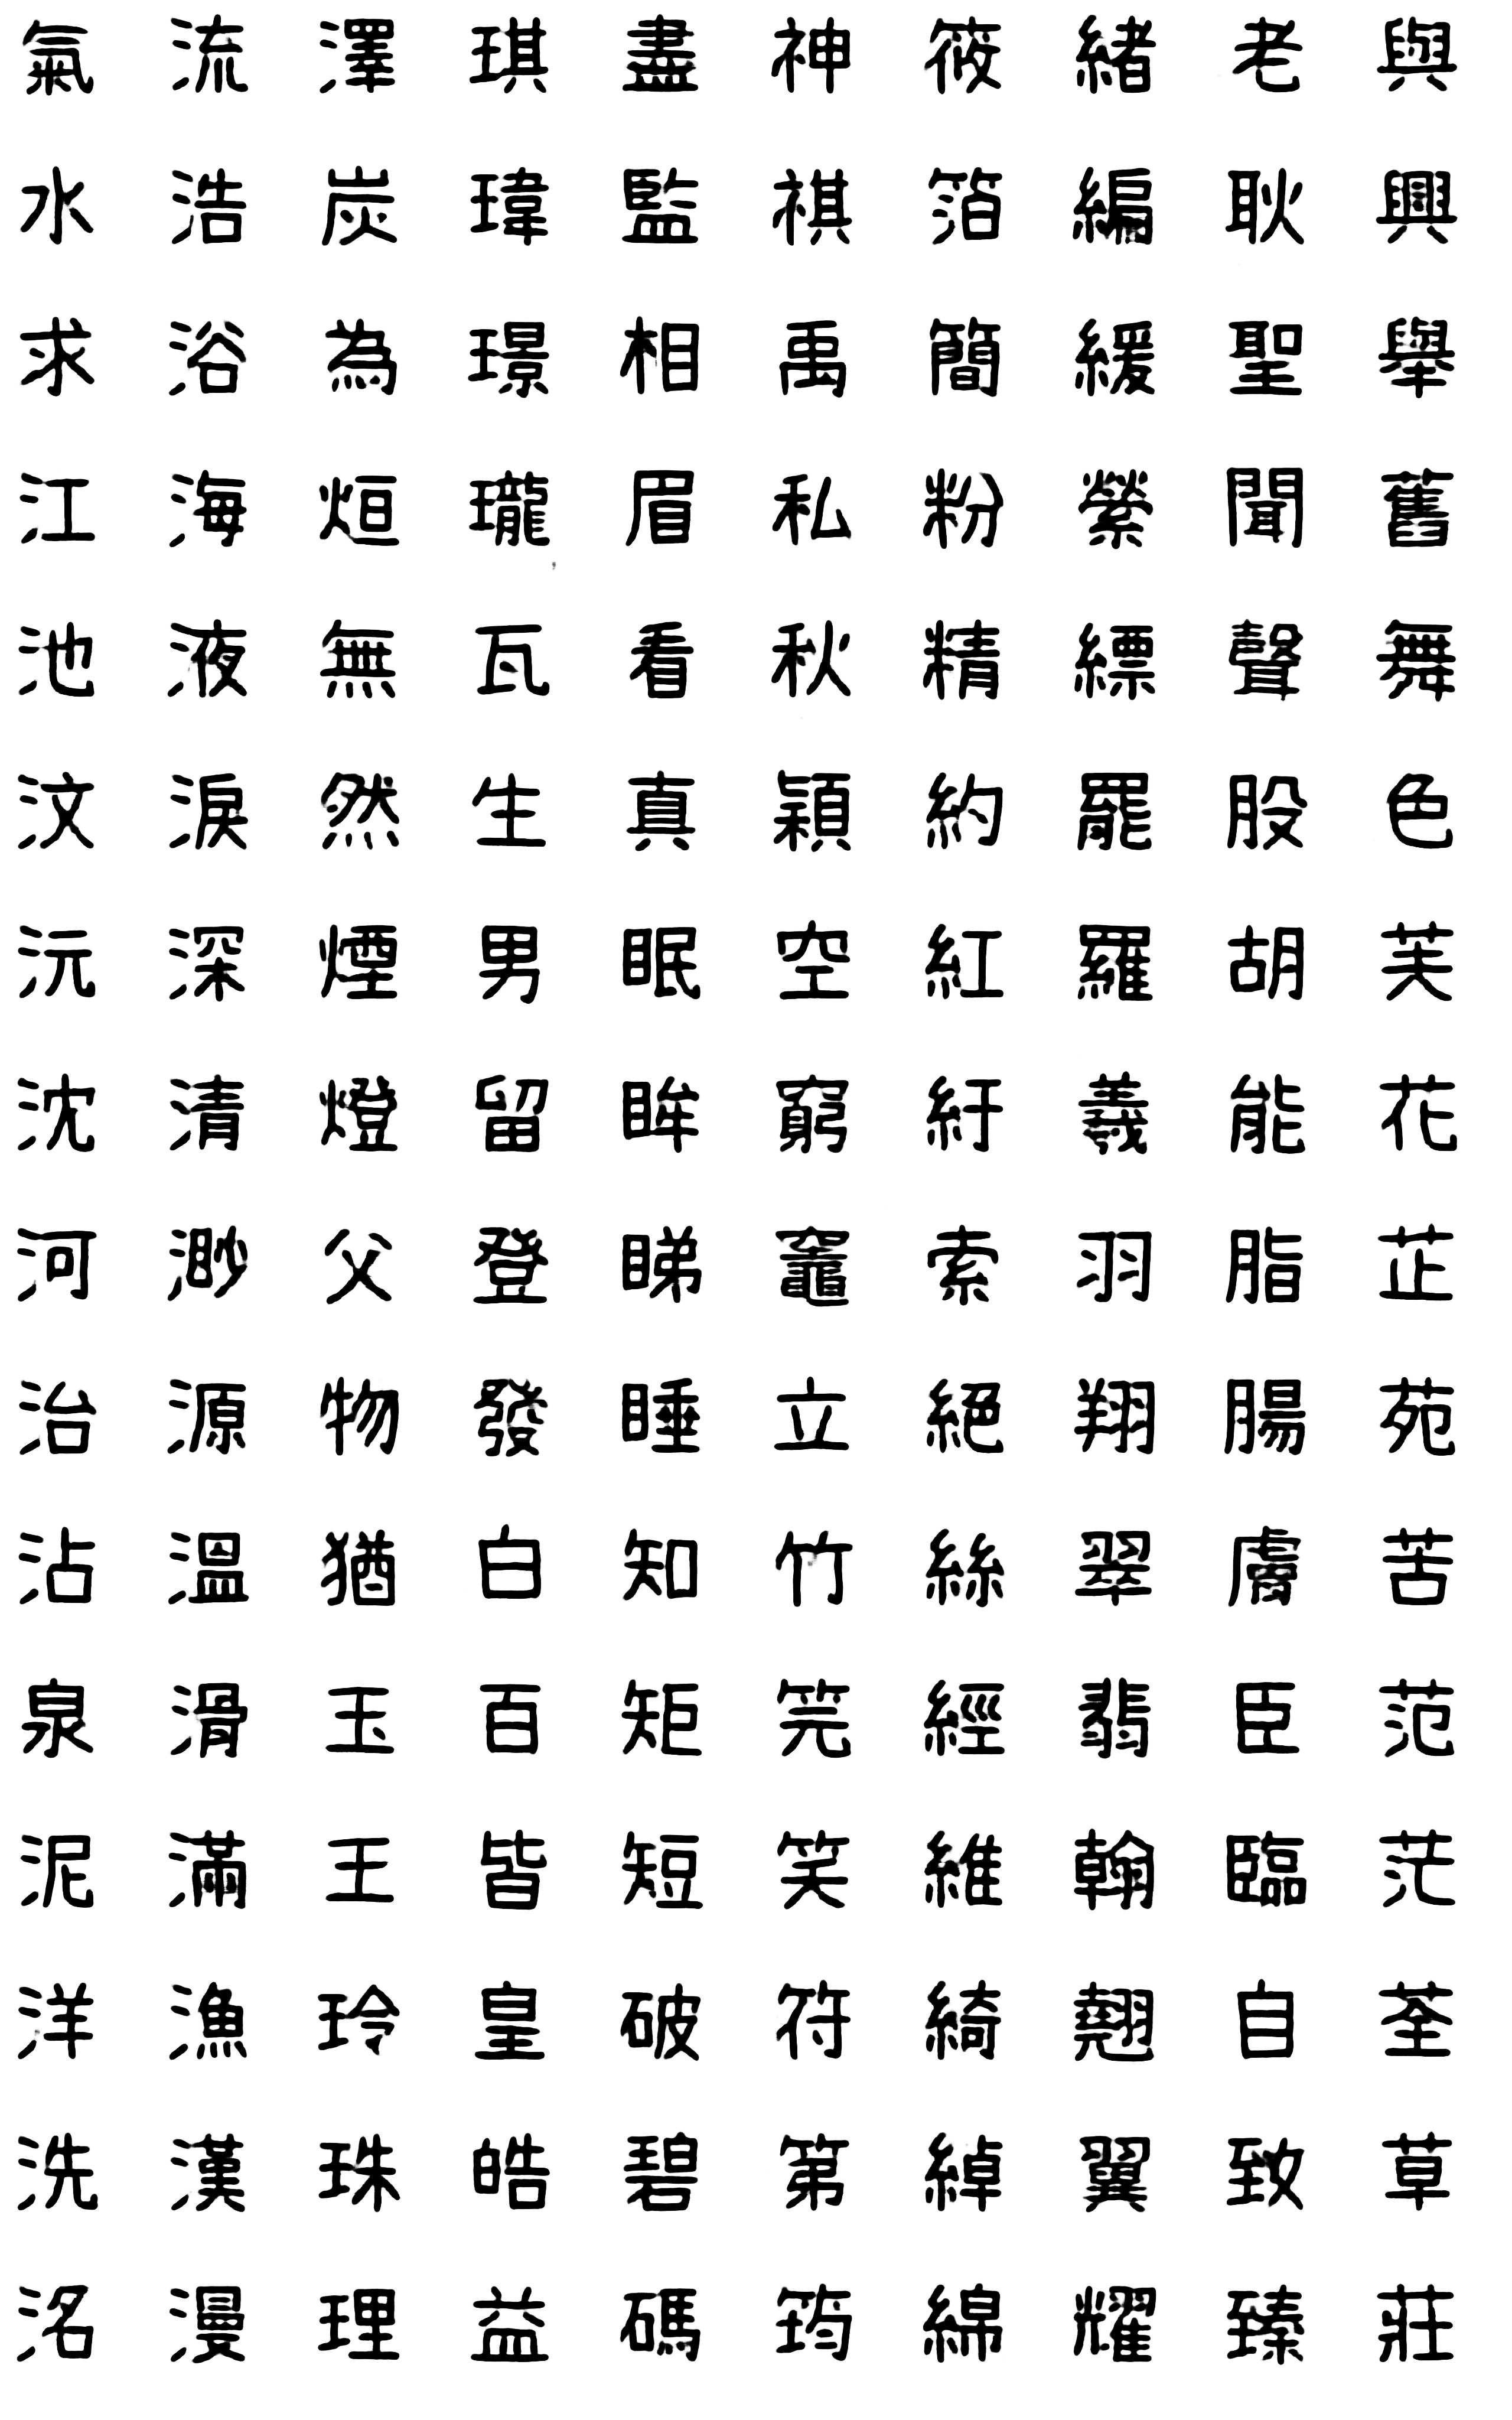 氣流澤琪盡神筱緒老與
水浩炭瑋監祺箔編耿興
求浴為璟相禹簡緩聖舉
江海烜瓏眉私粉縈聞舊
池液無瓦看秋精縹聲舞
汶淚然生真穎約罷股色
沅深煙男眠空紅羅胡芙
沈清燈留眸窮紆羲能花
河渺父登睇竈索羽脂芷
治源物發睡立絕翔腸苑
沾溫猶白知竹絲翠膚苦
泉滑玉百矩筦經翡臣范
泥滿王皆短笑維翰臨茫
洋漁玲皇破符綺翹自荃
洗漢珠皓碧第綽翼致草
洺漫理益碼筠綿耀臻莊